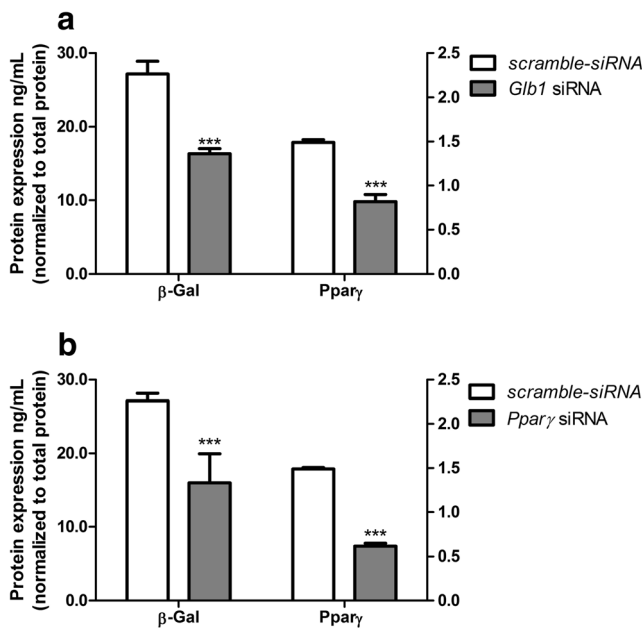 a
Protein expression ng/mL
(normalized to total protein)
30.0
20.0
10.0
0.0
2.5
2.0
1.5
1.0
0.5
0.0
***
***
β-Gal
Pparγ
scramble-siRNA
Glb1 siRNA
b
Protein expression ng/mL
(normalized to total protein)
30.0
20.0
10.0
0.0
2.5
2.0
1.5
1.0
0.5
0.0
***
***
β-Gal
Pparγ
scramble-siRNA
Pparγ siRNA